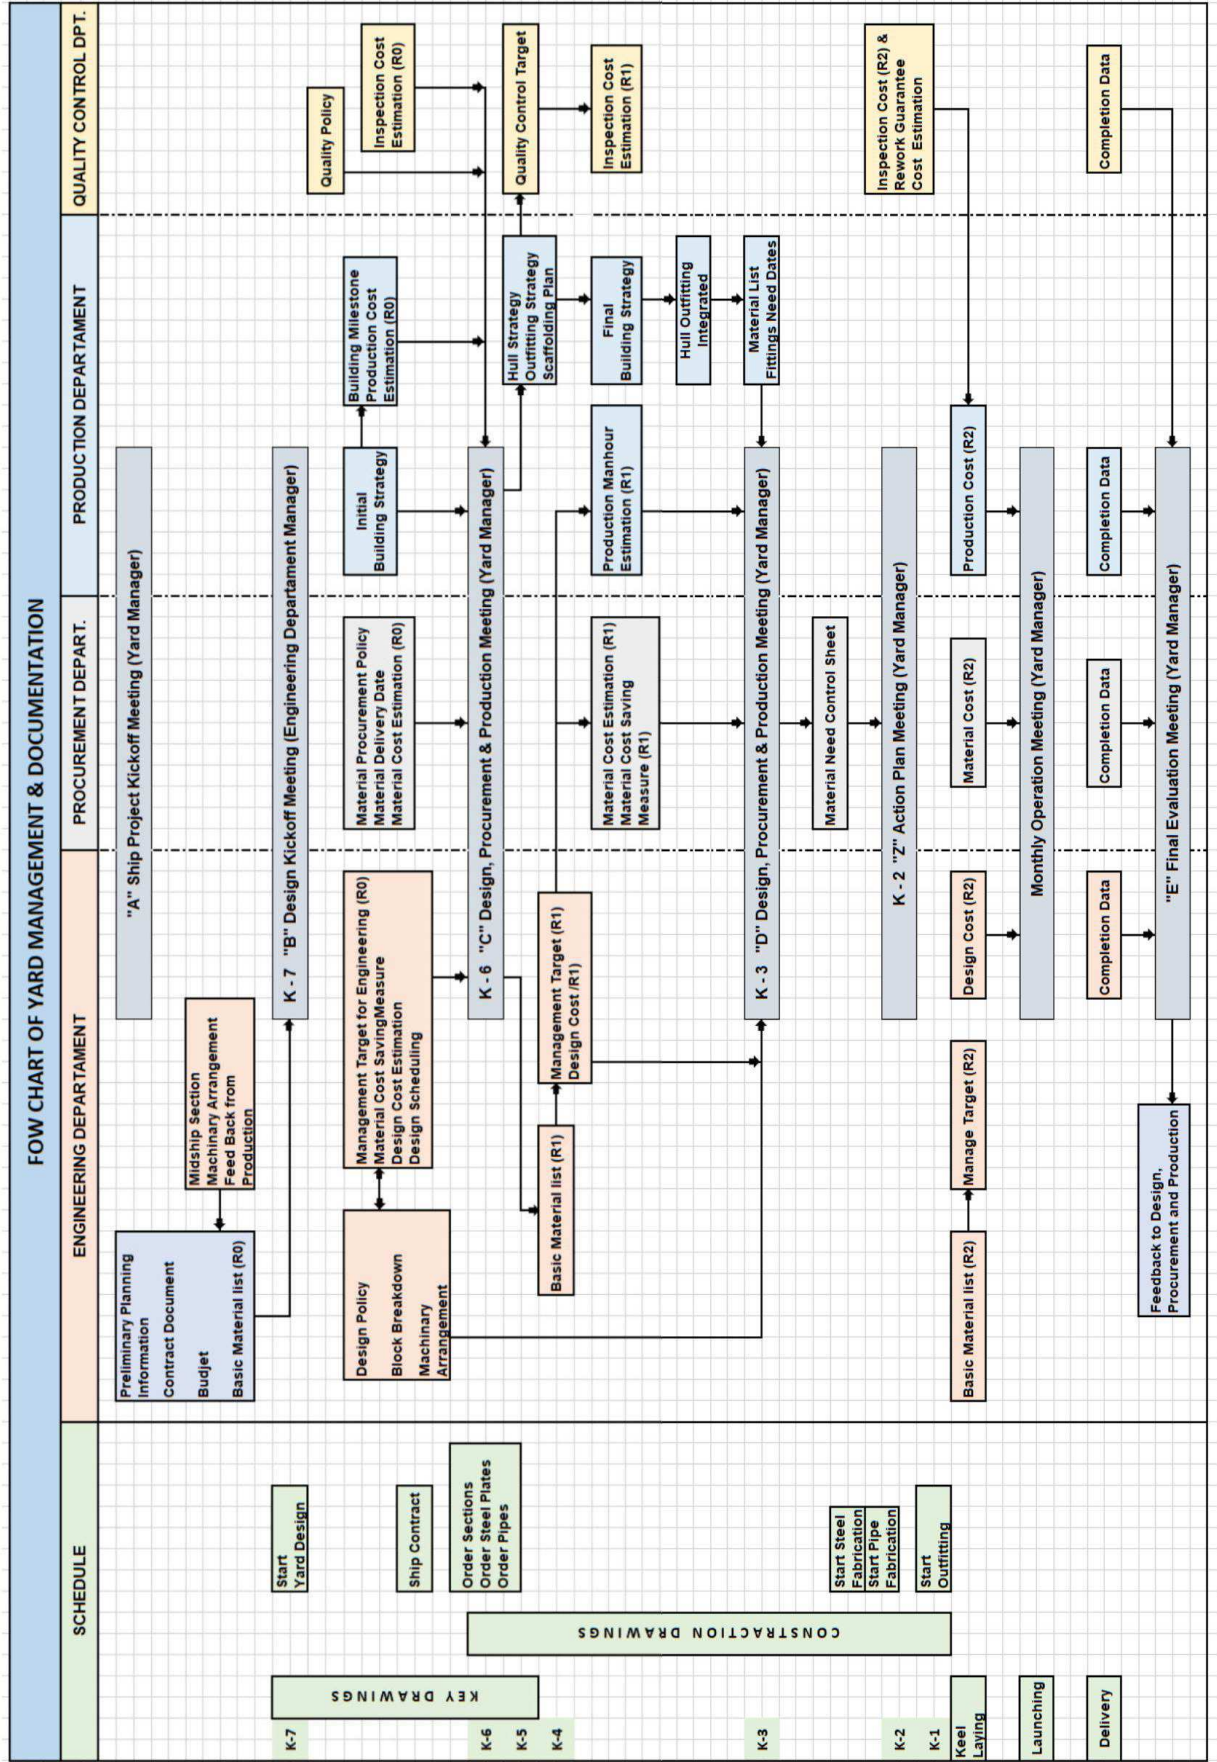 FOW CHART OF YARD MANAGEMENT & DOCUMENTATION
SCHEDULE
ENGINEERING DEPARTAMENT
PROCUREMENT DEPART.
PRODUCTION DEPARTAMENT
QUALITY CONTROL DPT.
K-7
K-6
K-5
K-4
K-3
K-2
K-1
Keel
Laying
Launching
Delivery
KEY DRAWINGS
CONSTRACTION DRAWINGS
Start
Yard Design
Ship Contract
Order Sections
Order Steel Plates
Order Pipes
Start Steel
Fabrication
Start Pipe
Fabrication
Start
Outfitting
Preliminary Planning
Information
Contract Document
Budjet
Basic Material list (R0)
Midship Section
Machinary Arrangement
Feed Back from
Production
"A" Ship Project Kickoff Meeting (Yard Manager)
K - 7 "B" Design Kickoff Meeting (Engineering Departament Manager)
Quality Policy
Design Policy
Block Breakdown
Machinary
Arrangement
Management Target for Engineering (R0)
Material Cost SavingMeasure
Design Cost Estimation
Design Scheduling
Material Procurement Policy
Material Delivery Date
Material Cost Estimation (R0)
Initial
Building Strategy
Building Milestone
Production Cost
Estimation (R0)
Inspection Cost
Estimation (R0)
K - 6 "C" Design, Procurement & Production Meeting (Yard Manager)
Hull Strategy
Outfitting Strategy
Scaffolding Plan
Quality Control Target
Basic Material list (R1)
Management Target (R1)
Design Cost /R1)
Material Cost Estimation (R1)
Material Cost Saving
Measure (R1)
Production Manhour
Estimation (R1)
Final
Building Strategy
Inspection Cost
Estimation (R1)
Hull Outfitting
Integrated
Material List
Fittings Need Dates
K - 3 "D" Design, Procurement & Production Meeting (Yard Manager)
Material Need Control Sheet
K - 2 "Z" Action Plan Meeting (Yard Manager)
Inspection Cost (R2) &
Rework Guarantee
Cost Estimation
Basic Material list (R2)
Manage Target (R2)
Design Cost (R2)
Material Cost (R2)
Production Cost (R2)
Monthly Operation Meeting (Yard Manager)
Completion Data
Completion Data
Completion Data
Completion Data
"E" Final Evaluation Meeting (Yard Manager)
Feedback to Design,
Procurement and Production